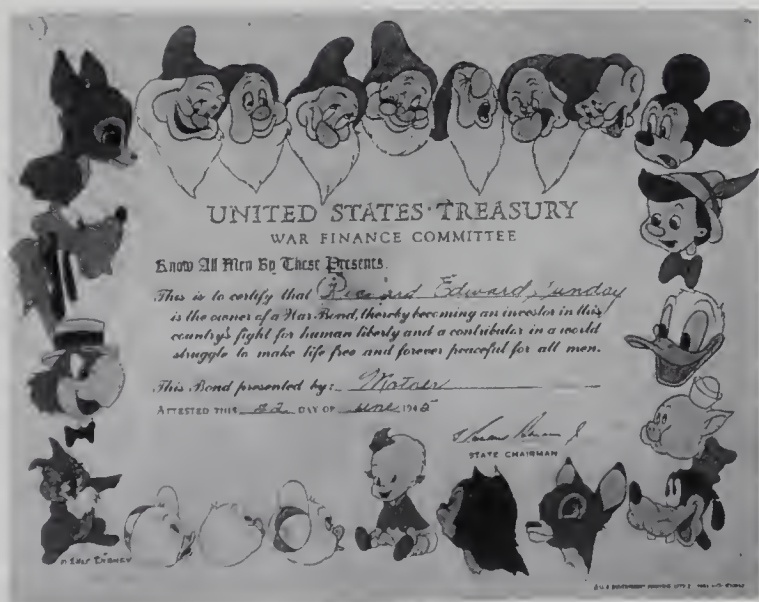 UNITED STATES · TREASURY
WAR FINANCE COMMITTEE
Know All Men By These Presents.
This is to certify that Edward
is the owner of a War Bond, thereby becoming an investor in this
country's fight for human liberty and a contributor in a world
struggle to make life free and forever peaceful for all men.
This Bond presented by: Mother
ATTESTED THIS 22 DAY OF June 1945
STATE CHAIRMAN
© WALT DISNEY